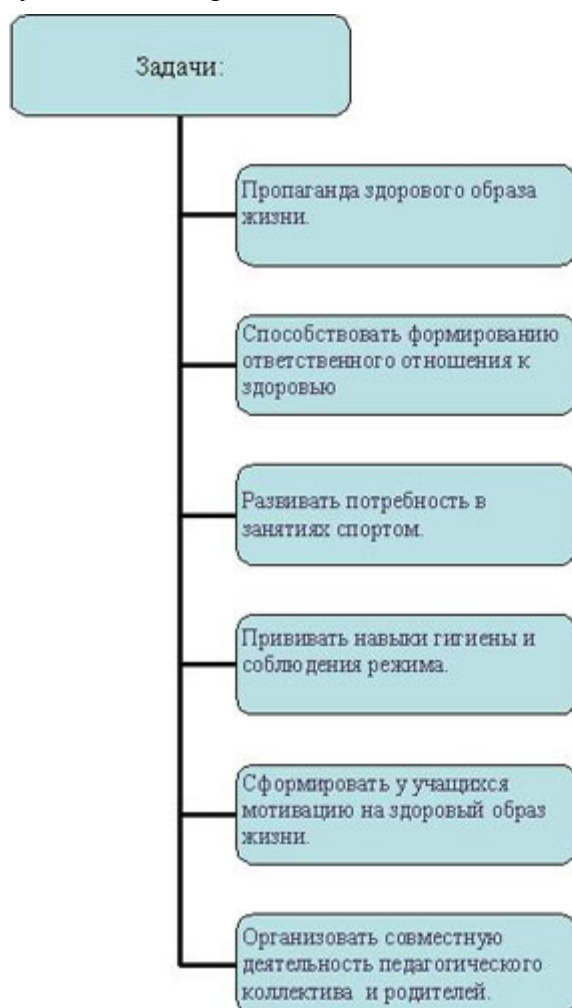 Задачи:
Пропаганда здорового образа
жизни.
Способствовать формированию
ответственного отношения к
здоровью
Развивать потребность в
занятиях спортом.
Прививать навыки гигиены и
соблюдения режима.
Сформировать у учащихся
мотивацию на здоровый образ
жизни.
Организовать совместную
деятельность педагогического
коллектива и родителей.